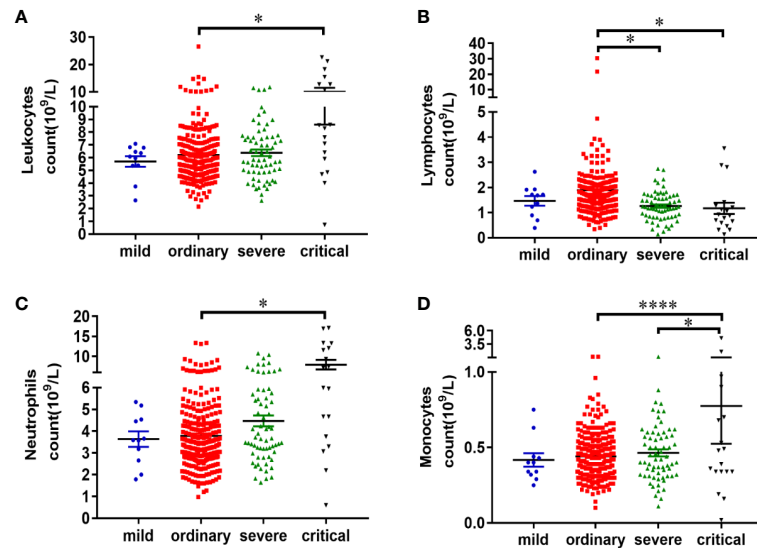 A
*
Leukocytes
count(10⁹/L)
30
20
10
10
9
8
7
6
5
4
3
2
1
0
mild ordinary severe critical
B
*
*
Lymphocytes
count(10⁹/L)
40
30
20
10
5
4
3
2
1
0
mild ordinary severe critical
C
*
Neutrophils
count(10⁹/L)
20
15
10
5
6
5
4
3
2
1
0
mild ordinary severe critical
D
****
*
Monocytes
count(10⁹/L)
6.0
3.5
1.0
0.5
0.0
mild ordinary severe critical